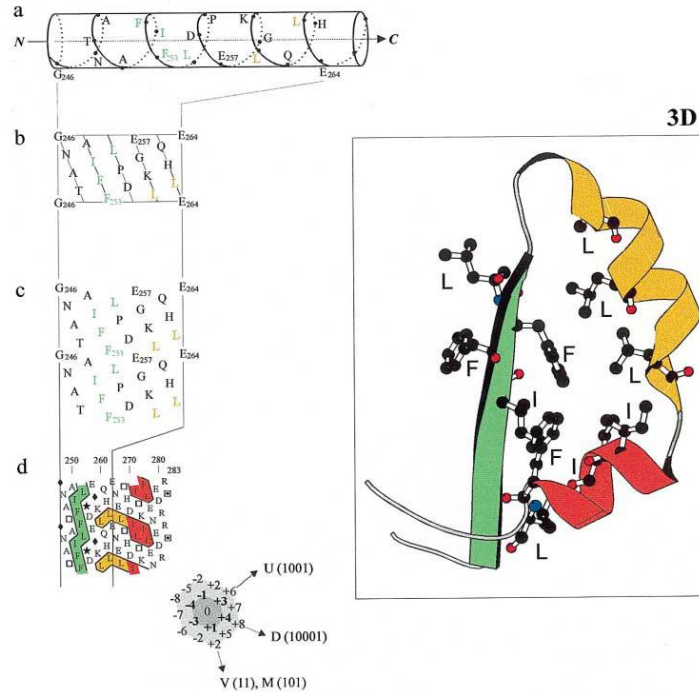 a
A F I P K L H
N T D G C
N A F253 L E257 L Q
G246 E264
b
G246 A L E257 Q E264
N I P G H
A F D K L
T F253 L
G246 E264
c
G246 A L E257 Q E264
N I P G H
A F D K L
T F253 L
G246 A L E257 Q E264
N I P G H
A F D K L
T F253 L
d
250 260 270 280
283
-2 +2
-5 -1 +6 U (1001)
-8 -4 +3 +7
0
-7 -3 +4 +8 D (10001)
-6 +1 +5
-2 +2
V (11), M (101)
3D
L
L
L
F F
L
I
F I
L